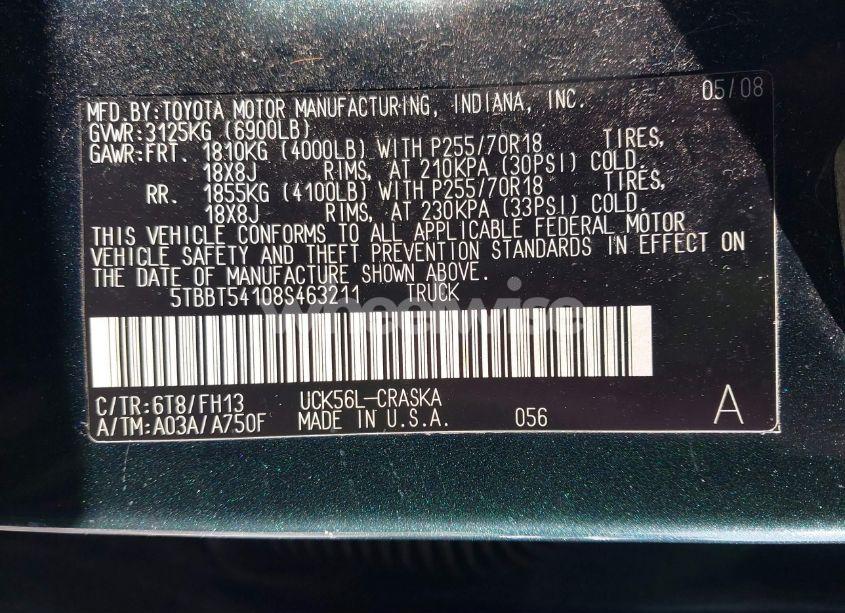 MFD.BY:TOYOTA MOTOR MANUFACTURING, INDIANA, INC. 05/08
GVWR:3125KG (6900LB)
GAWR:FRT. 1810KG (4000LB) WITH P255/70R18 TIRES,
18X8J RIMS, AT 210KPA (30PSI) COLD.
RR. 1855KG (4100LB) WITH P255/70R18 TIRES,
18X8J RIMS, AT 230KPA (33PSI) COLD.
THIS VEHICLE CONFORMS TO ALL APPLICABLE FEDERAL MOTOR
VEHICLE SAFETY AND THEFT PREVENTION STANDARDS IN EFFECT ON
THE DATE OF MANUFACTURE SHOWN ABOVE.
5TBBT54108S463211 TRUCK
wheelwise
C/TR:6T8/FH13 UCK56L-CRASKA
A/TM:A03A/A750F MADE IN U.S.A. 056 A